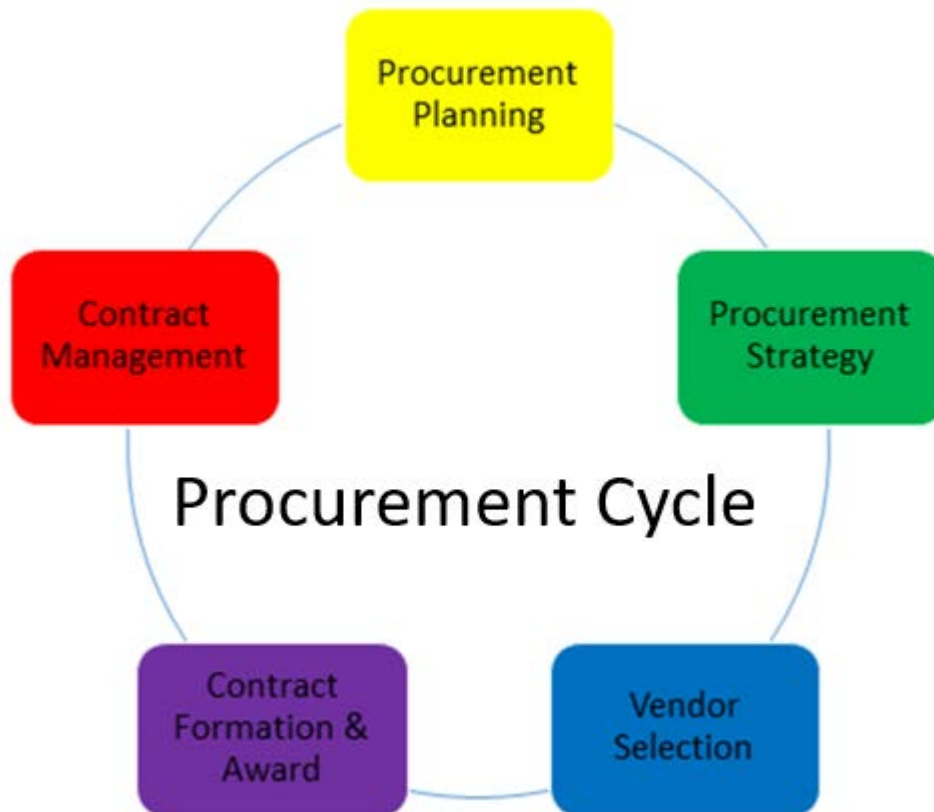 Procurement
Planning
Procurement
Strategy
Vendor
Selection
Contract
Formation &
Award
Contract
Management
Procurement Cycle